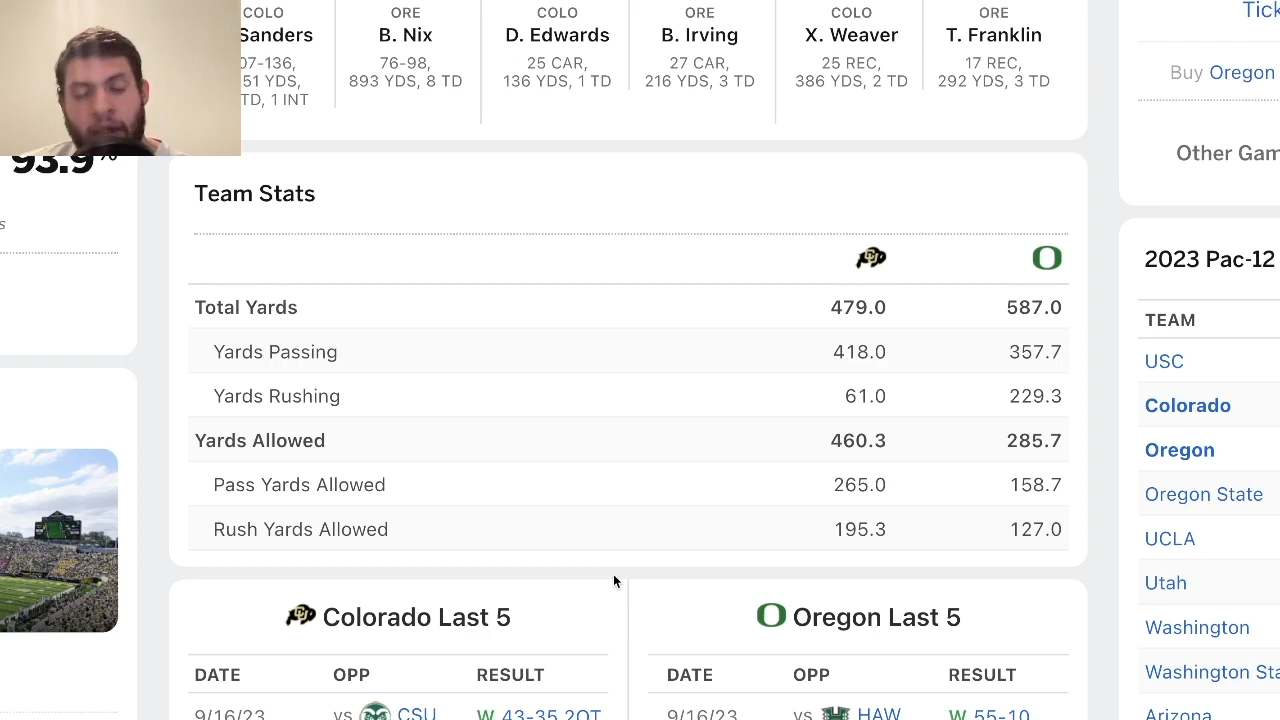 COLO ORE COLO ORE COLO ORE
Sanders B. Nix D. Edwards B. Irving X. Weaver T. Franklin
07-136, 76-98, 25 CAR, 27 CAR, 25 REC, 17 REC,
51 YDS, 893 YDS, 8 TD 136 YDS, 1 TD 216 YDS, 3 TD 386 YDS, 2 TD 292 YDS, 3 TD
TD, 1 INT
93.9%
s
Team Stats
Total Yards 479.0 587.0
Yards Passing 418.0 357.7
Yards Rushing 61.0 229.3
Yards Allowed 460.3 285.7
Pass Yards Allowed 265.0 158.7
Rush Yards Allowed 195.3 127.0
Colorado Last 5
DATE OPP RESULT
9/16/23 vs CSU W 43-35 2OT
Oregon Last 5
DATE OPP RESULT
9/16/23 vs HAW W 55-10
Tick
Buy Oregon
Other Gam
2023 Pac-12
TEAM
USC
Colorado
Oregon
Oregon State
UCLA
Utah
Washington
Washington Sta
Arizona